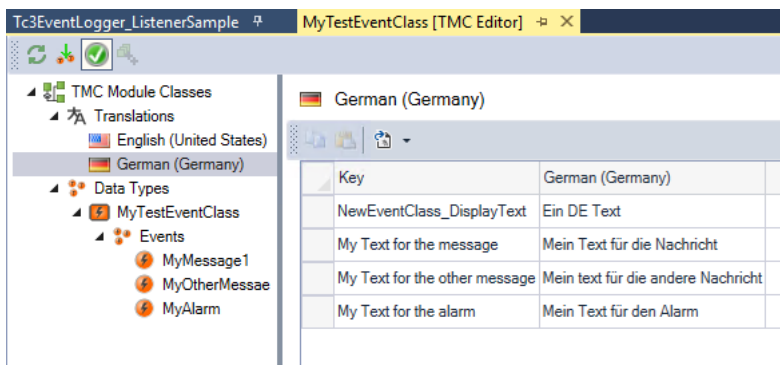 Tc3EventLogger_ListenerSample
MyTestEventClass [TMC Editor]
TMC Module Classes
Translations
English (United States)
German (Germany)
Data Types
MyTestEventClass
Events
MyMessage1
MyOtherMessae
MyAlarm
German (Germany)
Key German (Germany)
NewEventClass_DisplayText Ein DE Text
My Text for the message Mein Text für die Nachricht
My Text for the other message Mein text für die andere Nachricht
My Text for the alarm Mein Text für den Alarm